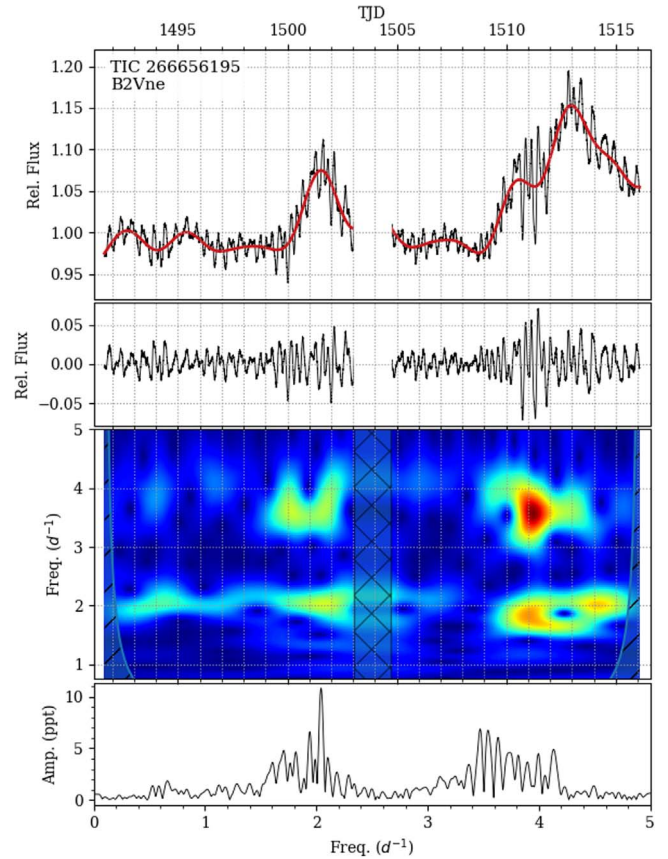 TJD
1495 1500 1505 1510 1515
TIC 266656195
B2Vne
1.20
1.15
1.10
1.05
1.00
0.95
Rel. Flux
0.05
0.00
−0.05
Rel. Flux
5
4
3
2
1
Freq. (d⁻¹)
10
5
0
Amp. (ppt)
0 1 2 3 4 5
Freq. (d⁻¹)